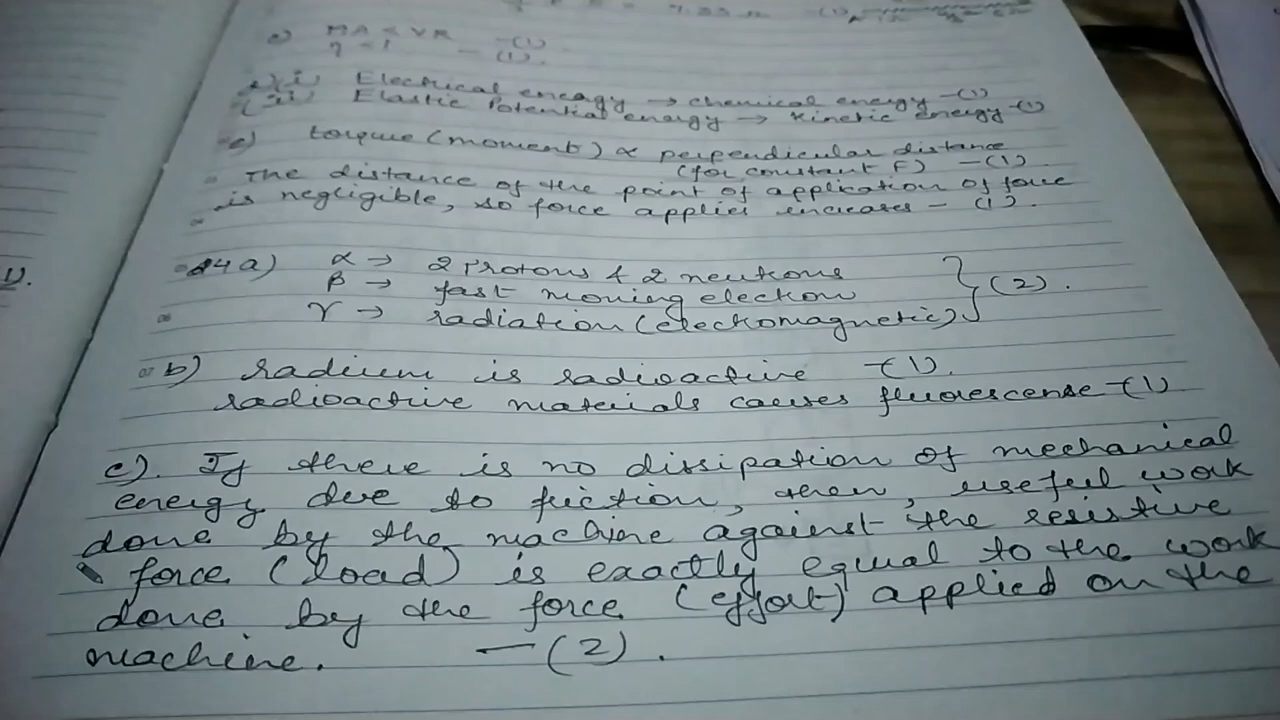 c) MA < VR —(1)
η < 1 — (1).
d)(i) Electrical energy → chemical energy —(1)
(ii) Elastic Potential energy → kinetic energy —(1)
e) torque (moment) ∝ perpendicular distance
(for constant F) —(1).
The distance of the point of application of force
is negligible, so force applied increases — (1).
1).
Q4 a) α → 2 Protons & 2 neutrons
β → fast moving electron
γ → radiation (electromagnetic). } (2).
06
07 b) radium is radioactive —(1).
radioactive materials causes fluorescense —(1)
c). If there is no dissipation of mechanical
energy due to friction, then, useful work
done by the machine against the resistive
force (load) is exactly equal to the work
done by the force (effort) applied on the
machine. —(2).